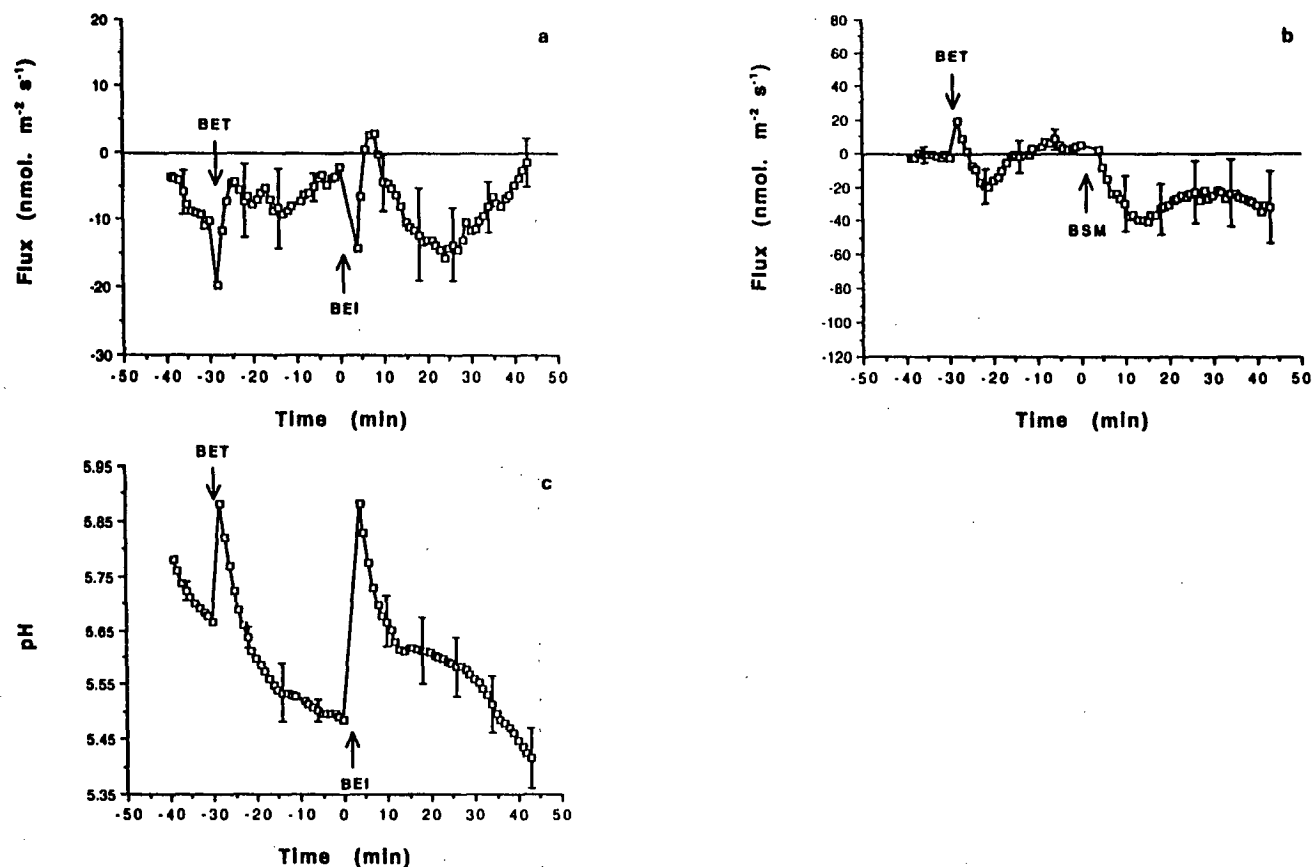 a
Flux (nmol. m⁻² s⁻¹)
20
10
0
-10
-20
-30
BET
BEI
-50 -40 -30 -20 -10 0 10 20 30 40 50
Time (min)
b
Flux (nmol. m⁻² s⁻¹)
80
60
40
20
0
-20
-40
-60
-80
-100
-120
BET
BSM
-50 -40 -30 -20 -10 0 10 20 30 40 50
Time (min)
c
pH
5.95
5.85
5.75
5.65
5.55
5.45
5.35
BET
BEI
-50 -40 -30 -20 -10 0 10 20 30 40 50
Time (min)